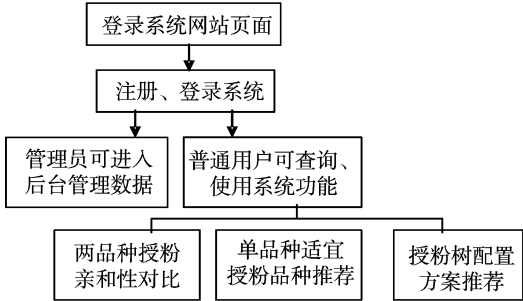 登录系统网站页面
注册、登录系统
管理员可进入
后台管理数据
普通用户可查询、
使用系统功能
两品种授粉
亲和性对比
单品种适宜
授粉品种推荐
授粉树配置
方案推荐